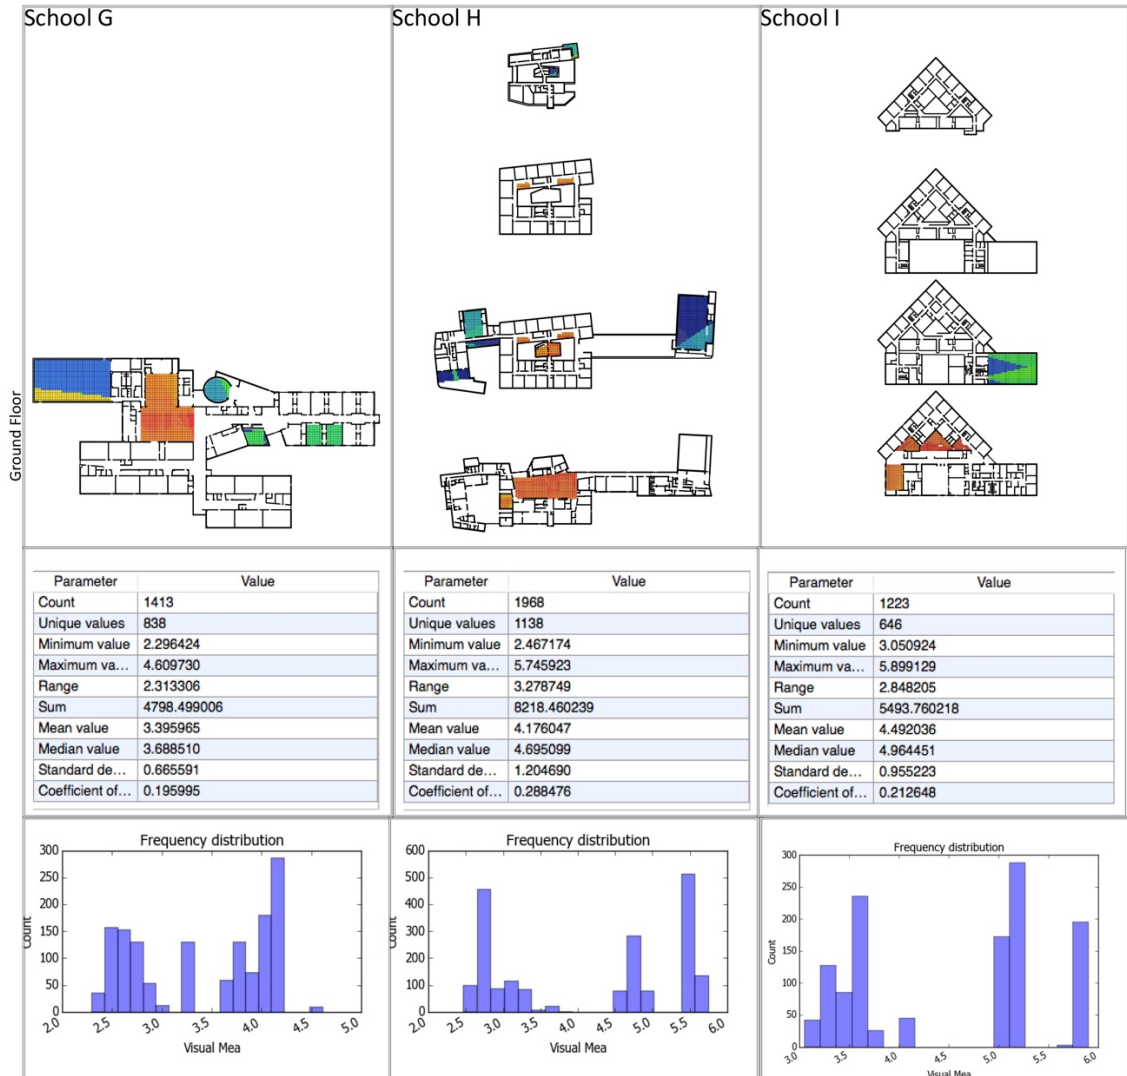 School G
School H
School I
Ground Floor
Parameter Value
Count 1413
Unique values 838
Minimum value 2.296424
Maximum va... 4.609730
Range 2.313306
Sum 4798.499006
Mean value 3.395965
Median value 3.688510
Standard de... 0.665591
Coefficient of... 0.195995
Parameter Value
Count 1968
Unique values 1138
Minimum value 2.467174
Maximum va... 5.745923
Range 3.278749
Sum 8218.460239
Mean value 4.176047
Median value 4.695099
Standard de... 1.204690
Coefficient of... 0.288476
Parameter Value
Count 1223
Unique values 646
Minimum value 3.050924
Maximum va... 5.899129
Range 2.848205
Sum 5493.760218
Mean value 4.492036
Median value 4.964451
Standard de... 0.955223
Coefficient of... 0.212648
Frequency distribution
300
250
200
150
100
50
0
Count
2.0 2.5 3.0 3.5 4.0 4.5 5.0
Visual Mea
Frequency distribution
600
500
400
300
200
100
0
Count
2.0 2.5 3.0 3.5 4.0 4.5 5.0 5.5 6.0
Visual Mea
Frequency distribution
300
250
200
150
100
50
0
Count
3.0 3.5 4.0 4.5 5.0 5.5 6.0
Visual Mea